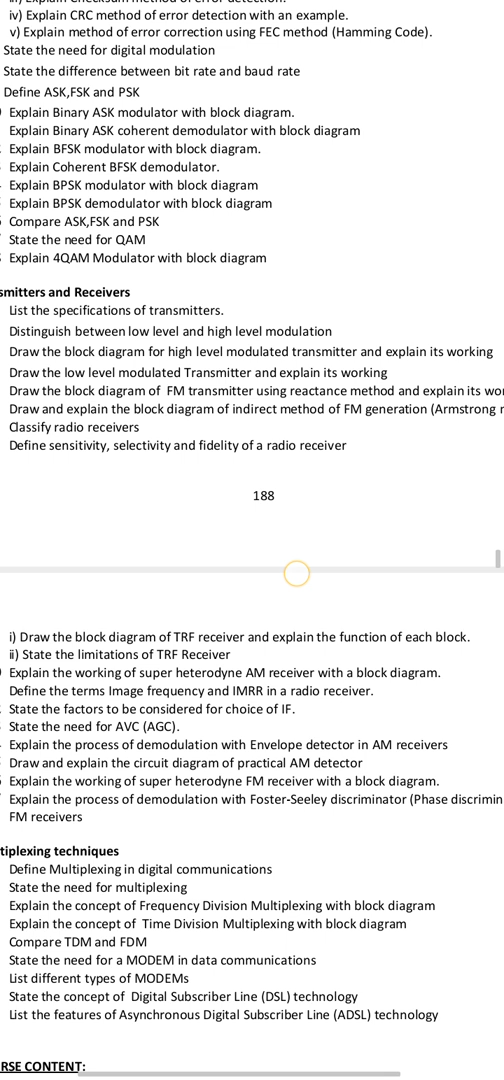 iv) Explain CRC method of error detection with an example.
v) Explain method of error correction using FEC method (Hamming Code).
State the need for digital modulation
State the difference between bit rate and baud rate
Define ASK,FSK and PSK
Explain Binary ASK modulator with block diagram.
Explain Binary ASK coherent demodulator with block diagram
Explain BFSK modulator with block diagram.
Explain Coherent BFSK demodulator.
Explain BPSK modulator with block diagram
Explain BPSK demodulator with block diagram
Compare ASK,FSK and PSK
State the need for QAM
Explain 4QAM Modulator with block diagram
smitters and Receivers
List the specifications of transmitters.
Distinguish between low level and high level modulation
Draw the block diagram for high level modulated transmitter and explain its working
Draw the low level modulated Transmitter and explain its working
Draw the block diagram of FM transmitter using reactance method and explain its wor
Draw and explain the block diagram of indirect method of FM generation (Armstrong
Classify radio receivers
Define sensitivity, selectivity and fidelity of a radio receiver
188
i) Draw the block diagram of TRF receiver and explain the function of each block.
ii) State the limitations of TRF Receiver
Explain the working of super heterodyne AM receiver with a block diagram.
Define the terms Image frequency and IMRR in a radio receiver.
State the factors to be considered for choice of IF.
State the need for AVC (AGC).
Explain the process of demodulation with Envelope detector in AM receivers
Draw and explain the circuit diagram of practical AM detector
Explain the working of super heterodyne FM receiver with a block diagram.
Explain the process of demodulation with Foster-Seeley discriminator (Phase discrimin
FM receivers
tiplexing techniques
Define Multiplexing in digital communications
State the need for multiplexing
Explain the concept of Frequency Division Multiplexing with block diagram
Explain the concept of Time Division Multiplexing with block diagram
Compare TDM and FDM
State the need for a MODEM in data communications
List different types of MODEMs
State the concept of Digital Subscriber Line (DSL) technology
List the features of Asynchronous Digital Subscriber Line (ADSL) technology
RSE CONTENT: